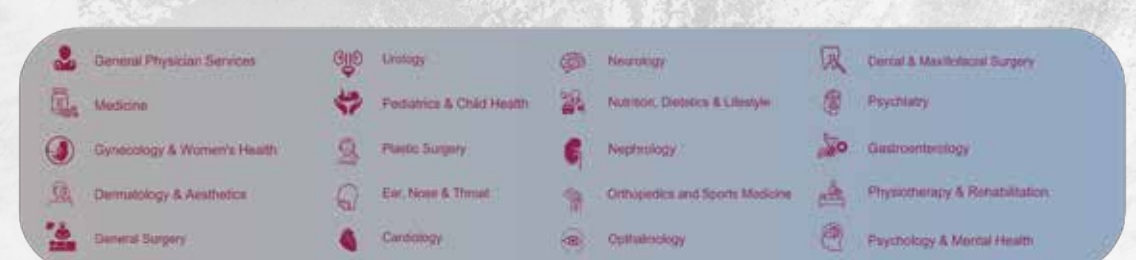 General Physician Services
Medicine
Gynecology & Women's Health
Dermatology & Aesthetics
General Surgery
Urology
Pediatrics & Child Health
Plastic Surgery
Ear, Nose & Throat
Cardiology
Neurology
Nutrition, Dietetics & Lifestyle
Nephrology
Orthopedics and Sports Medicine
Opthalmology
Dental & Maxillofacial Surgery
Psychiatry
Gastroenterology
Physiotherapy & Rehabilitation
Psychology & Mental Health